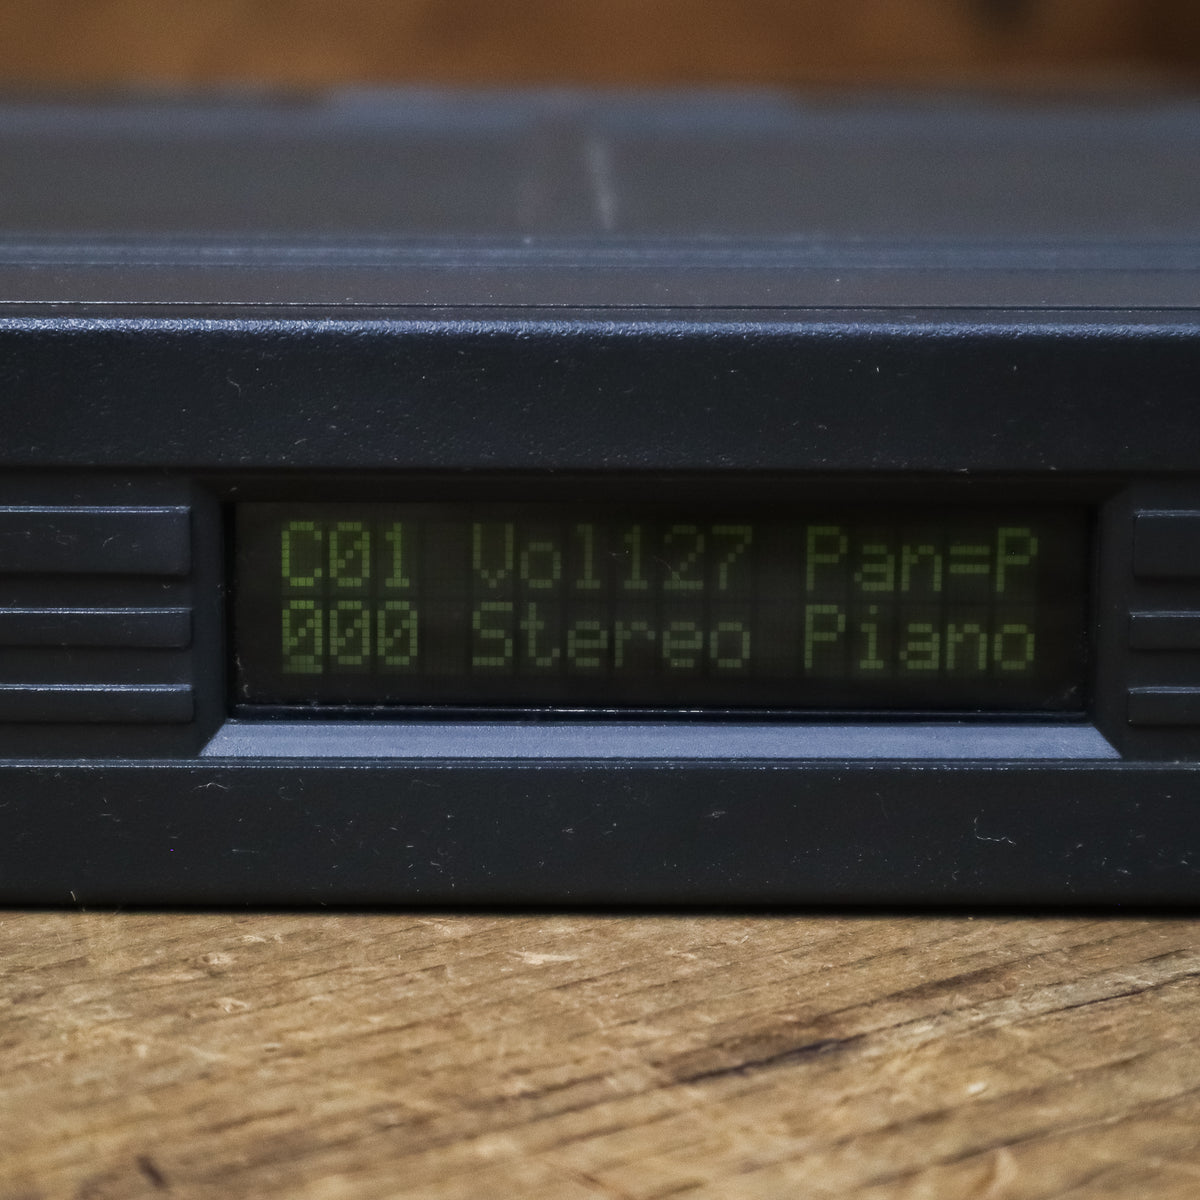 C01 Vol127 Pan=P
000 Stereo Piano